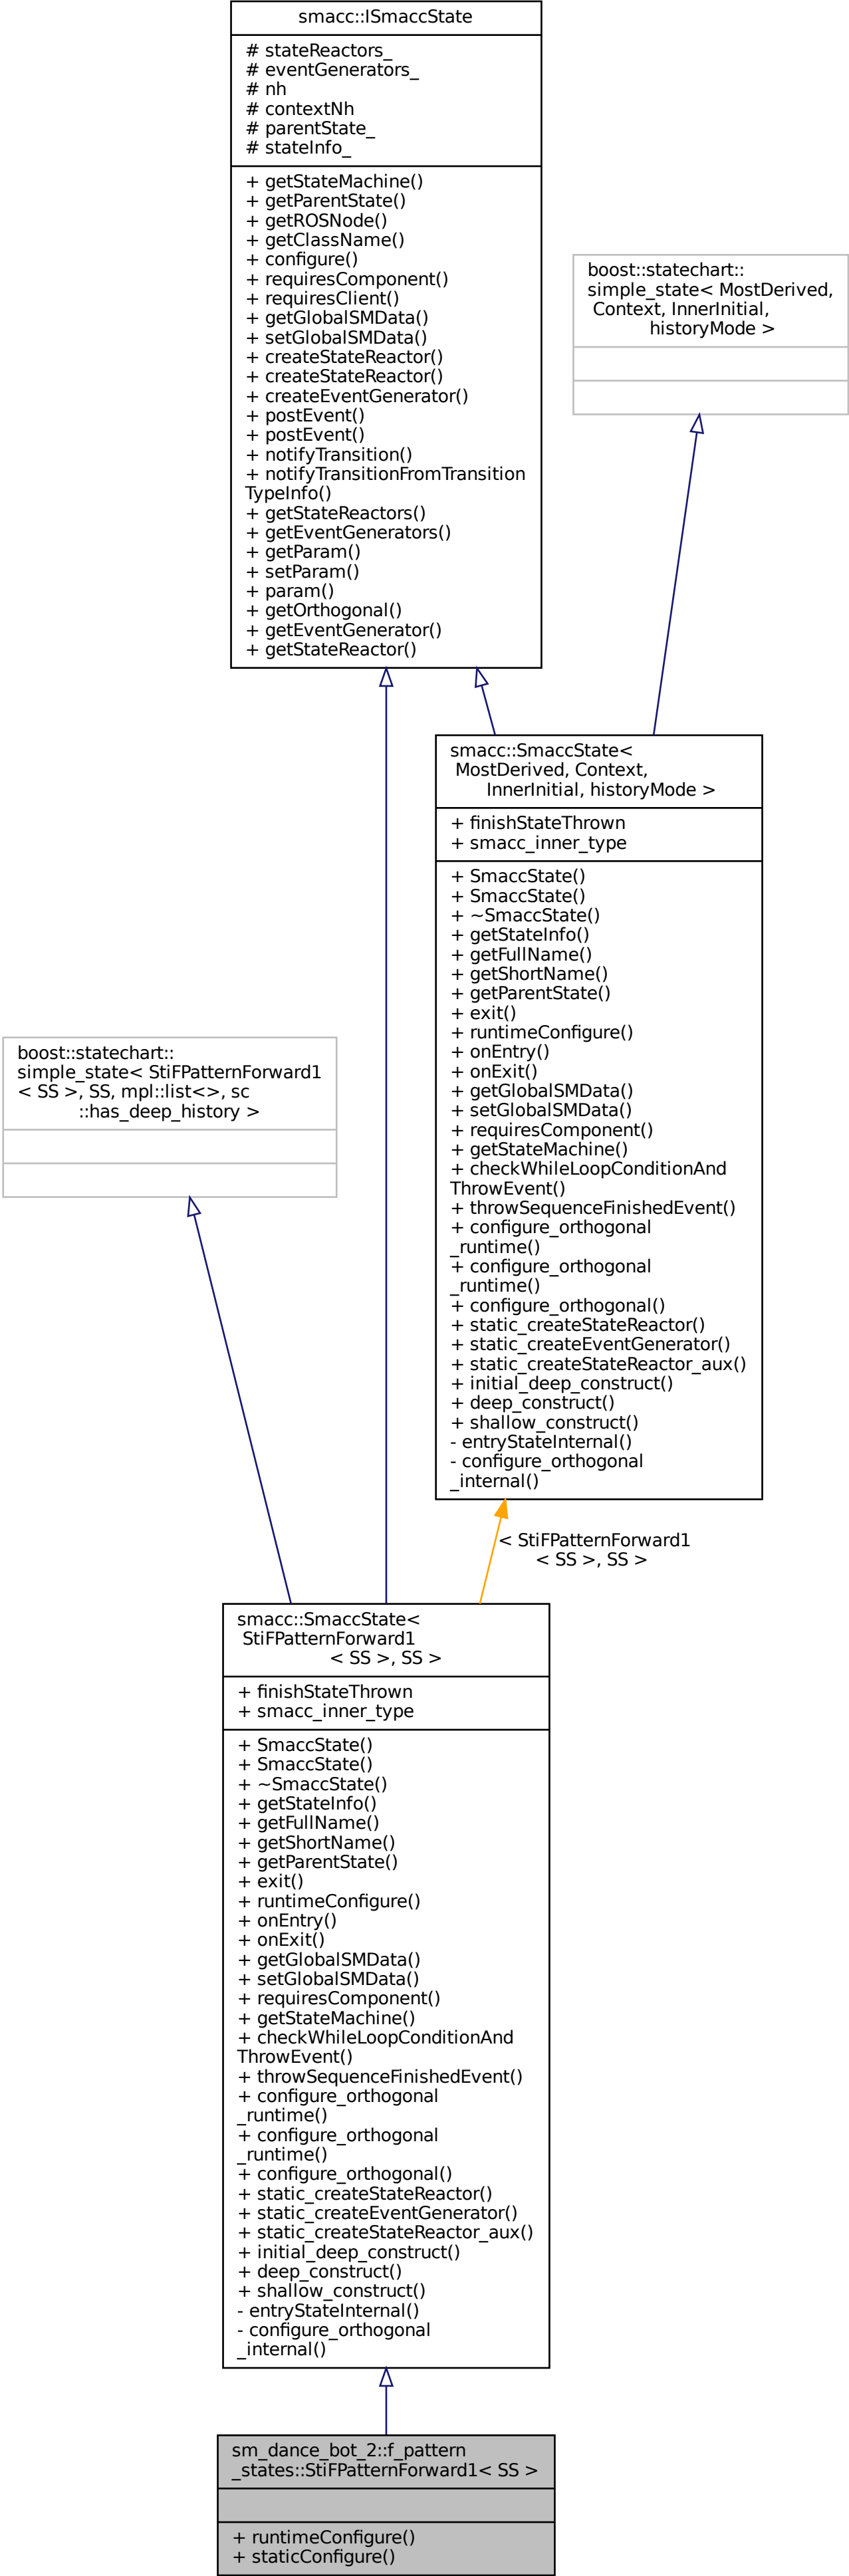 smacc::ISmaccState
# stateReactors_
# eventGenerators_
# nh
# contextNh
# parentState_
# stateInfo_
+ getStateMachine()
+ getParentState()
+ getROSNode()
+ getClassName()
+ configure()
+ requiresComponent()
+ requiresClient()
+ getGlobalSMData()
+ setGlobalSMData()
+ createStateReactor()
+ createStateReactor()
+ createEventGenerator()
+ postEvent()
+ postEvent()
+ notifyTransition()
+ notifyTransitionFromTransition
TypeInfo()
+ getStateReactors()
+ getEventGenerators()
+ getParam()
+ setParam()
+ param()
+ getOrthogonal()
+ getEventGenerator()
+ getStateReactor()
boost::statechart::
simple_state< MostDerived,
Context, InnerInitial,
historyMode >
smacc::SmaccState<
MostDerived, Context,
InnerInitial, historyMode >
+ finishStateThrown
+ smacc_inner_type
+ SmaccState()
+ SmaccState()
+ ~SmaccState()
+ getStateInfo()
+ getFullName()
+ getShortName()
+ getParentState()
+ exit()
+ runtimeConfigure()
+ onEntry()
+ onExit()
+ getGlobalSMData()
+ setGlobalSMData()
+ requiresComponent()
+ getStateMachine()
+ checkWhileLoopConditionAnd
ThrowEvent()
+ throwSequenceFinishedEvent()
+ configure_orthogonal
_runtime()
+ configure_orthogonal
_runtime()
+ configure_orthogonal()
+ static_createStateReactor()
+ static_createEventGenerator()
+ static_createStateReactor_aux()
+ initial_deep_construct()
+ deep_construct()
+ shallow_construct()
- entryStateInternal()
- configure_orthogonal
_internal()
boost::statechart::
simple_state< StiFPatternForward1
< SS >, SS, mpl::list<>, sc
::has_deep_history >
< StiFPatternForward1
< SS >, SS >
smacc::SmaccState<
StiFPatternForward1
< SS >, SS >
+ finishStateThrown
+ smacc_inner_type
+ SmaccState()
+ SmaccState()
+ ~SmaccState()
+ getStateInfo()
+ getFullName()
+ getShortName()
+ getParentState()
+ exit()
+ runtimeConfigure()
+ onEntry()
+ onExit()
+ getGlobalSMData()
+ setGlobalSMData()
+ requiresComponent()
+ getStateMachine()
+ checkWhileLoopConditionAnd
ThrowEvent()
+ throwSequenceFinishedEvent()
+ configure_orthogonal
_runtime()
+ configure_orthogonal
_runtime()
+ configure_orthogonal()
+ static_createStateReactor()
+ static_createEventGenerator()
+ static_createStateReactor_aux()
+ initial_deep_construct()
+ deep_construct()
+ shallow_construct()
- entryStateInternal()
- configure_orthogonal
_internal()
sm_dance_bot_2::f_pattern
_states::StiFPatternForward1< SS >
+ runtimeConfigure()
+ staticConfigure()